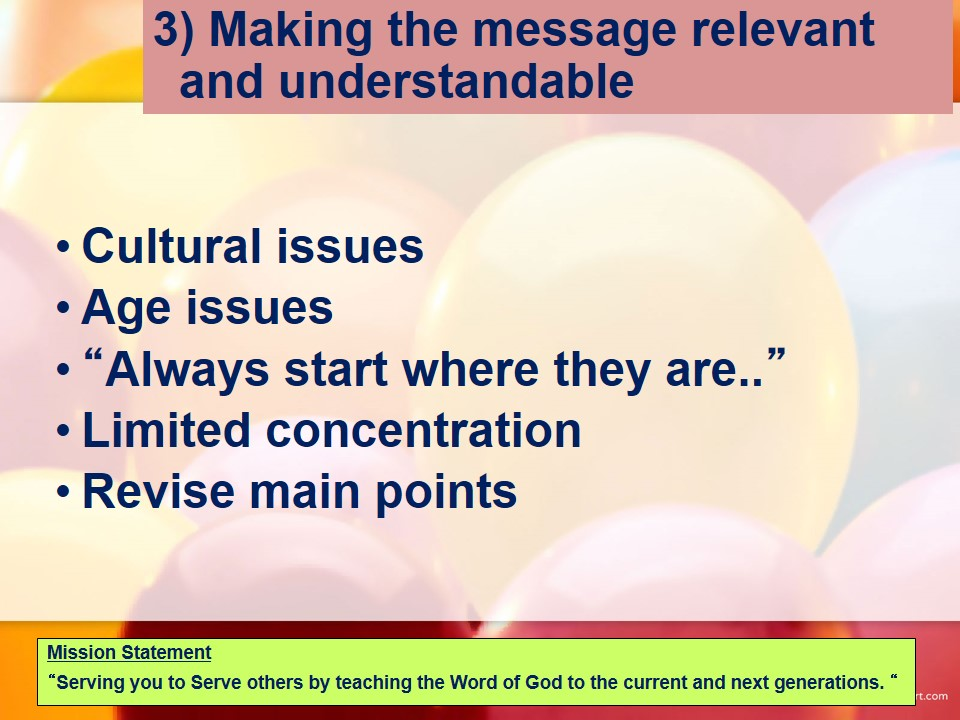 3) Making the message relevant
and understandable
• Cultural issues
• Age issues
• “Always start where they are..”
• Limited concentration
• Revise main points
Mission Statement
“Serving you to Serve others by teaching the Word of God to the current and next generations. “
rt.com